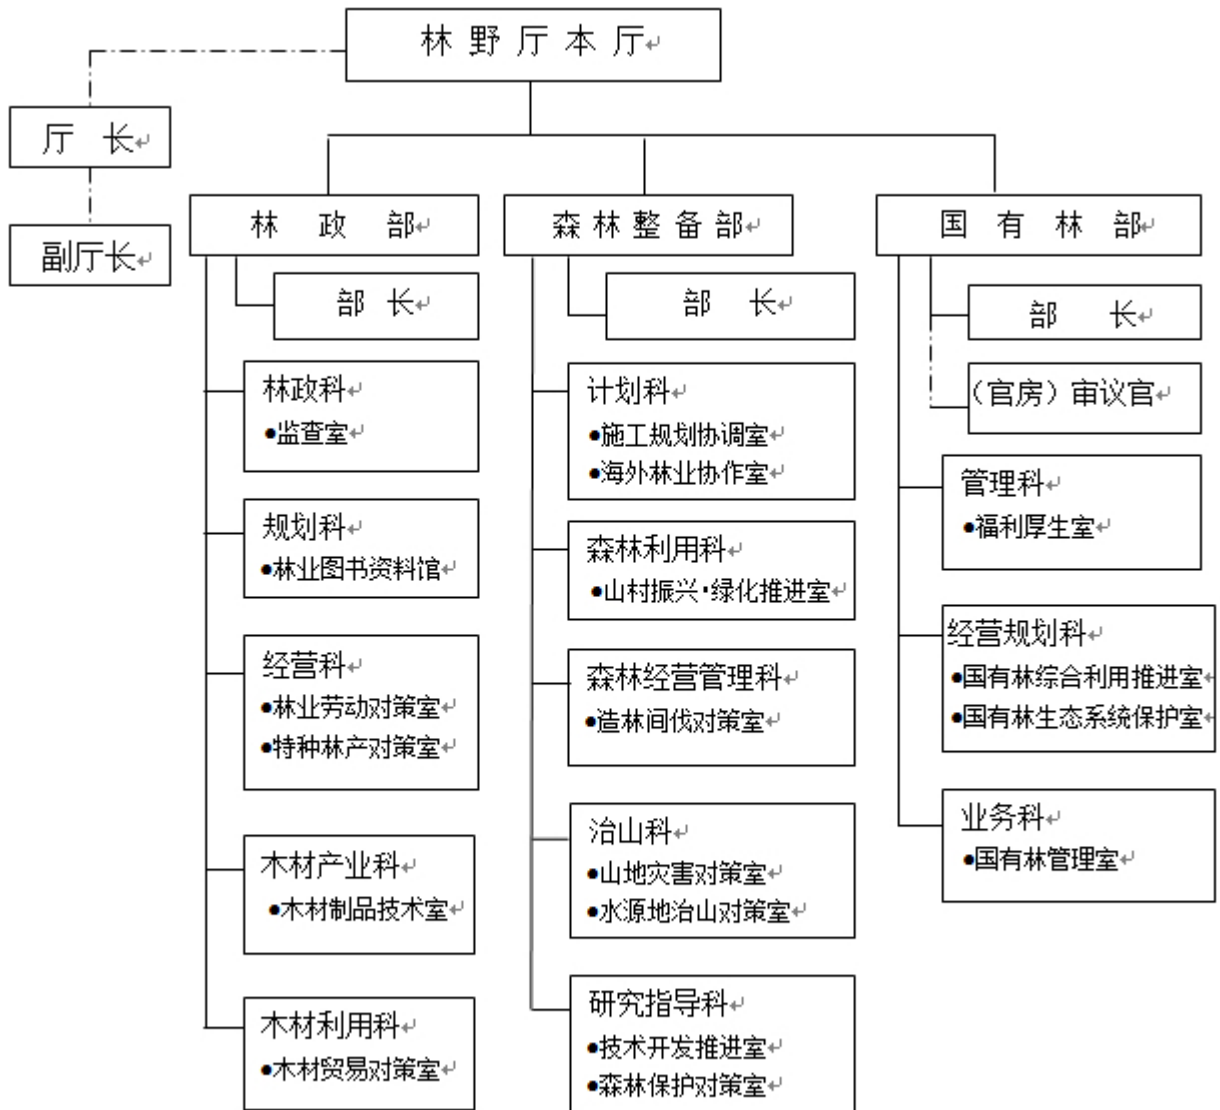 林野厅本厅
厅长
副厅长
林政部
部长
林政科
●监查室
规划科
●林业图书资料馆
经营科
●林业劳动对策室
●特种林产对策室
木材产业科
●木材制品技术室
木材利用科
●木材贸易对策室
森林整备部
部长
计划科
●施工规划协调室
●海外林业协作室
森林利用科
●山村振兴·绿化推进室
森林经营管理科
●造林间伐对策室
治山科
●山地灾害对策室
●水源地治山对策室
研究指导科
●技术开发推进室
●森林保护对策室
国有林部
部长
（官房）审议官
管理科
●福利厚生室
经营规划科
●国有林综合利用推进室
●国有林生态系统保护室
业务科
●国有林管理室